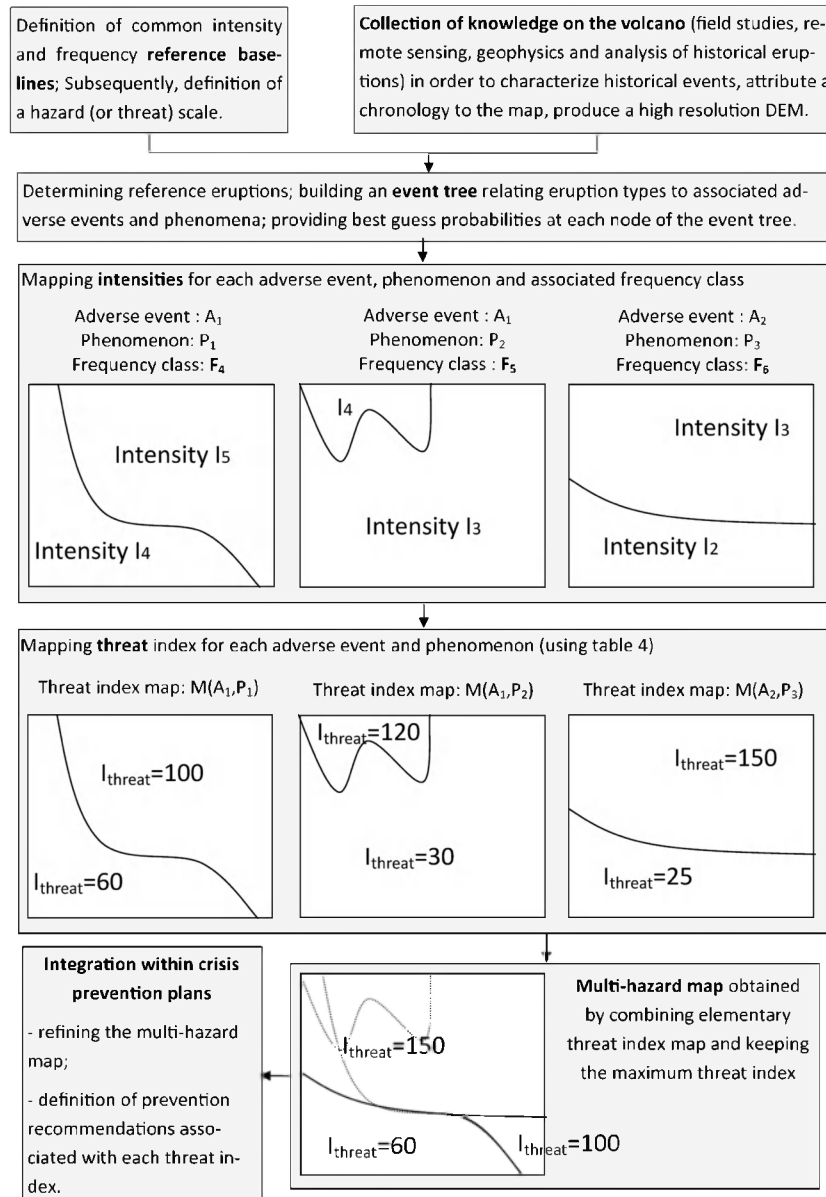 Definition of common intensity
and frequency reference base-
lines; Subsequently, definition of
a hazard (or threat) scale.
Collection of knowledge on the volcano (field studies, re-
mote sensing, geophysics and analysis of historical erup-
tions) in order to characterize historical events, attribute a
chronology to the map, produce a high resolution DEM.
Determining reference eruptions; building an event tree relating eruption types to associated ad-
verse events and phenomena; providing best guess probabilities at each node of the event tree.
Mapping intensities for each adverse event, phenomenon and associated frequency class
Adverse event : A1
Phenomenon: P1
Frequency class: F4
Intensity I5
Intensity I4
Adverse event : A1
Phenomenon: P2
Frequency class : F5
I4
Intensity I3
Adverse event : A2
Phenomenon: P3
Frequency class : F6
Intensity I3
Intensity I2
Mapping threat index for each adverse event and phenomenon (using table 4)
Threat index map: M(A1,P1)
Ithreat=100
Ithreat=60
Threat index map: M(A1,P2)
Ithreat=120
Ithreat=30
Threat index map: M(A2,P3)
Ithreat=150
Ithreat=25
Integration within crisis
prevention plans
- refining the multi-hazard
map;
- definition of prevention
recommendations asso-
ciated with each threat in-
dex.
Ithreat=150
Ithreat=60
Ithreat=100
Multi-hazard map obtained
by combining elementary
threat index map and keeping
the maximum threat index